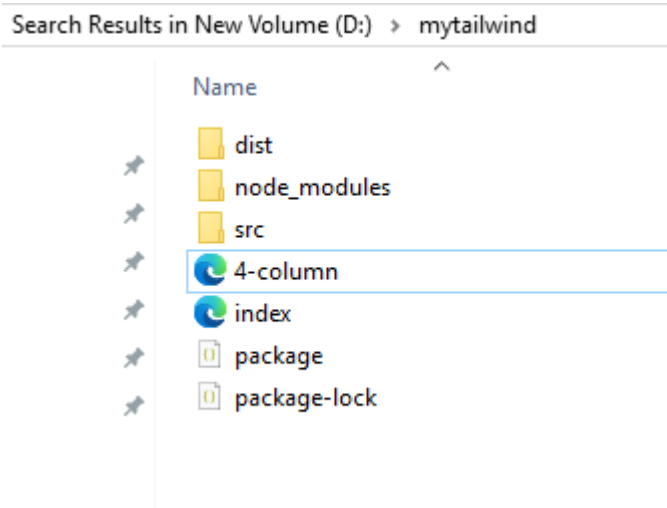 Search Results in New Volume (D:) > mytailwind
Name
dist
node_modules
src
4-column
index
package
package-lock